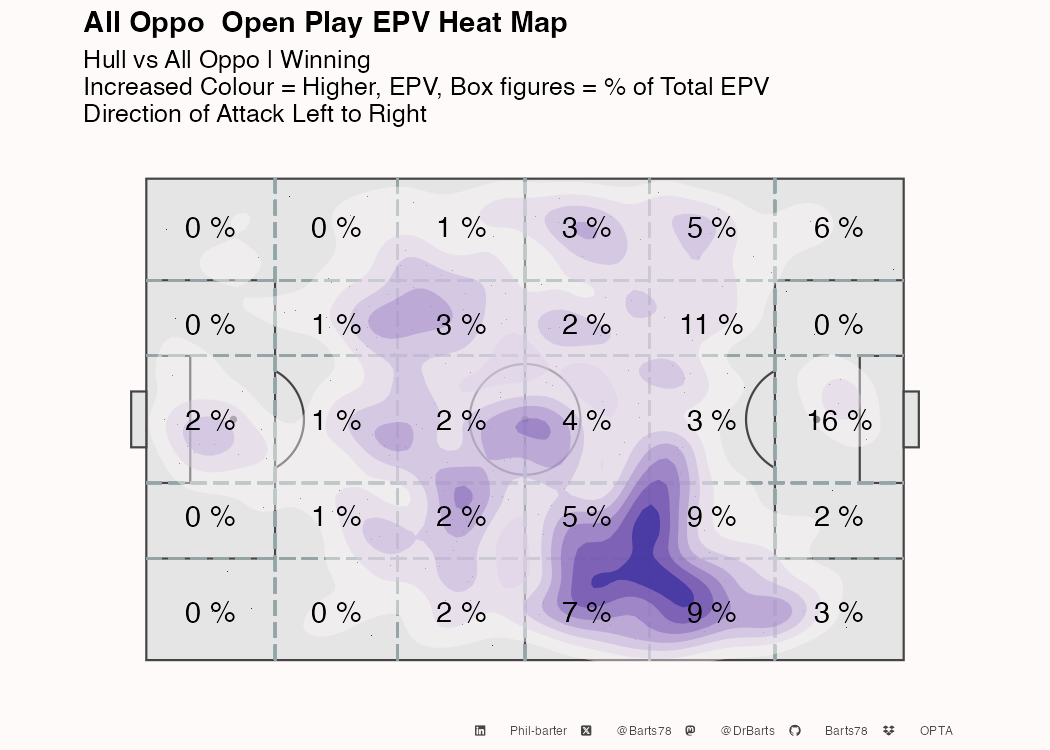 All Oppo  Open Play EPV Heat Map
Hull vs All Oppo | Winning
Increased Colour = Higher, EPV, Box figures = % of Total EPV
Direction of Attack Left to Right
0 % 0 % 1 % 3 % 5 % 6 %
0 % 1 % 3 % 2 % 11 % 0 %
2 % 1 % 2 % 4 % 3 % 16 %
0 % 1 % 2 % 5 % 9 % 2 %
0 % 0 % 2 % 7 % 9 % 3 %
Phil-barter @Barts78 @DrBarts Barts78 OPTA